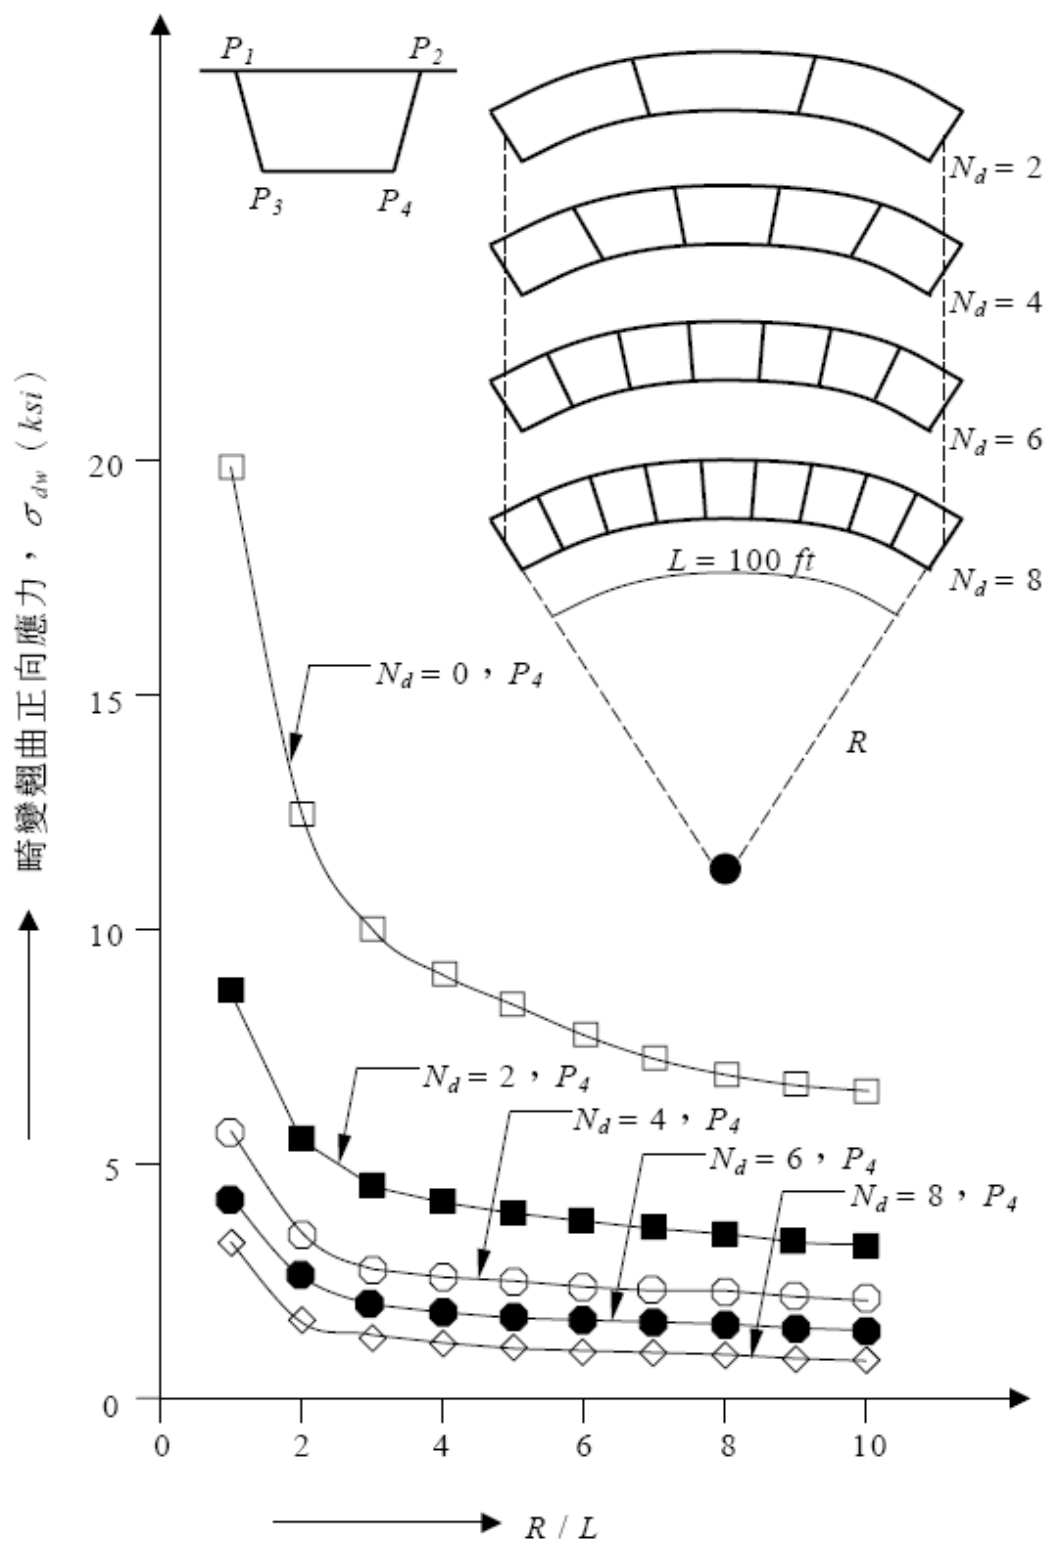 P1 P2
P3 P4
Nd = 2
Nd = 4
Nd = 6
Nd = 8
L = 100 ft
R
畸變翹曲正向應力，σdw（ksi）
20
15
10
5
0
Nd = 0，P4
Nd = 2，P4
Nd = 4，P4
Nd = 6，P4
Nd = 8，P4
0 2 4 6 8 10
R / L